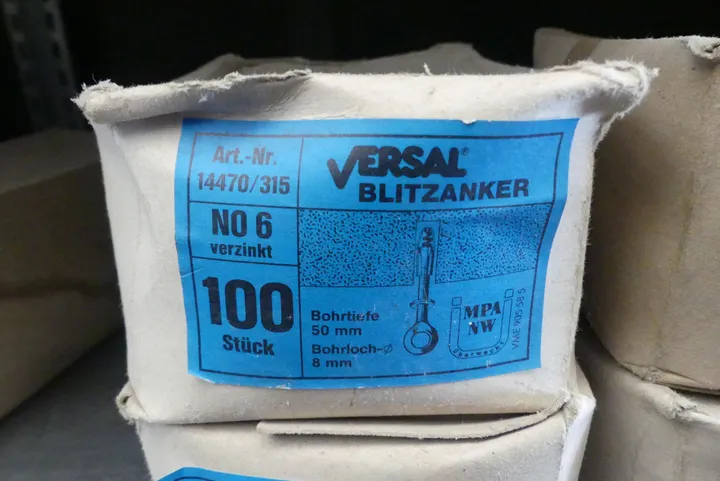 Art.-Nr.
14470/315
VERSAL®
BLITZANKER
NO 6
verzinkt
100
Stück
Bohrtiefe
50 mm
Bohrloch-Ø
8 mm
MPA
NW
überwacht